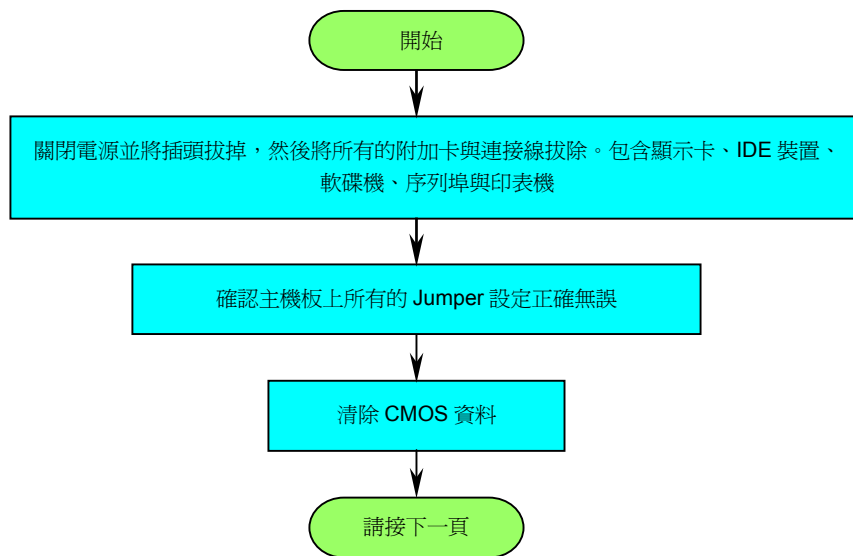 開始
關閉電源並將插頭拔掉，然後將所有的附加卡與連接線拔除。包含顯示卡、IDE 裝置、
軟碟機、序列埠與印表機
確認主機板上所有的 Jumper 設定正確無誤
清除 CMOS 資料
請接下一頁